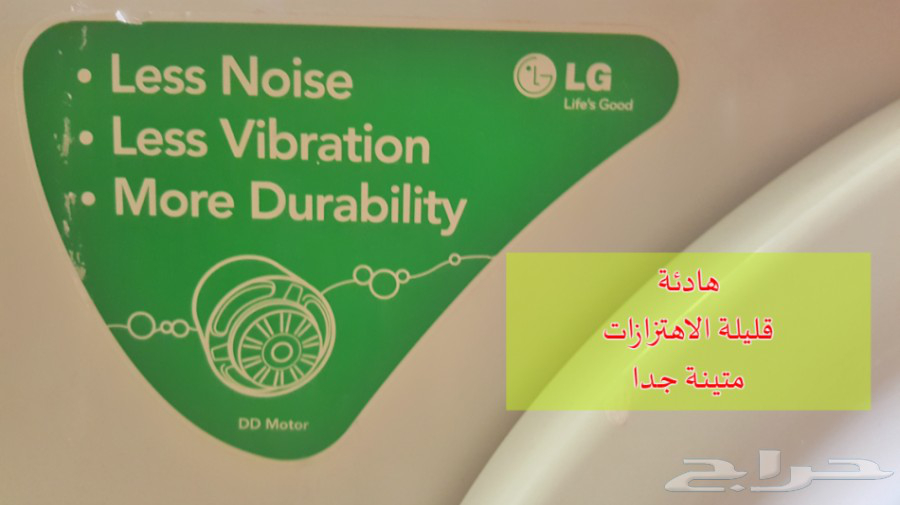 • Less Noise
• Less Vibration
• More Durability
LG
Life's Good
DD Motor
هادئة
قليلة الاهتزازات
متينة جدا
حراج